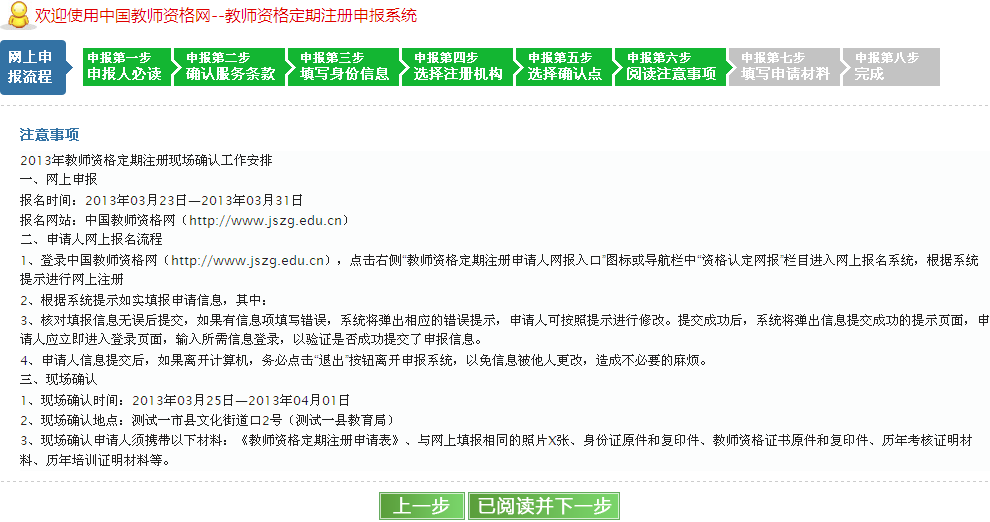 欢迎使用中国教师资格网--教师资格定期注册申报系统
网上申
报流程
申报第一步
申报人必读
申报第二步
确认服务条款
申报第三步
填写身份信息
申报第四步
选择注册机构
申报第五步
选择确认点
申报第六步
阅读注意事项
申报第七步
填写申请材料
申报第八步
完成
注意事项
2013年教师资格定期注册现场确认工作安排
一、网上申报
报名时间：2013年03月23日—2013年03月31日
报名网站：中国教师资格网（http://www.jszg.edu.cn）
二、申请人网上报名流程
1、登录中国教师资格网（http://www.jszg.edu.cn），点击右侧“教师资格定期注册申请人网报入口”图标或导航栏中“资格认定网报”栏目进入网上报名系统，根据系统
提示进行网上注册
2、根据系统提示如实填报申请信息，其中：
3、核对填报信息无误后提交，如果有信息项填写错误，系统将弹出相应的错误提示，申请人可按照提示进行修改。提交成功后，系统将弹出信息提交成功的提示页面，申
请人应立即进入登录页面，输入所需信息登录，以验证是否成功提交了申报信息。
4、申请人信息提交后，如果离开计算机，务必点击“退出”按钮离开申报系统，以免信息被他人更改，造成不必要的麻烦。
三、现场确认
1、现场确认时间：2013年03月25日—2013年04月01日
2、现场确认地点：测试一市县文化街道口2号（测试一县教育局）
3、现场确认申请人须携带以下材料：《教师资格定期注册申请表》、与网上填报相同的照片X张、身份证原件和复印件、教师资格证书原件和复印件、历年考核证明材
料、历年培训证明材料等。
上一步
已阅读并下一步